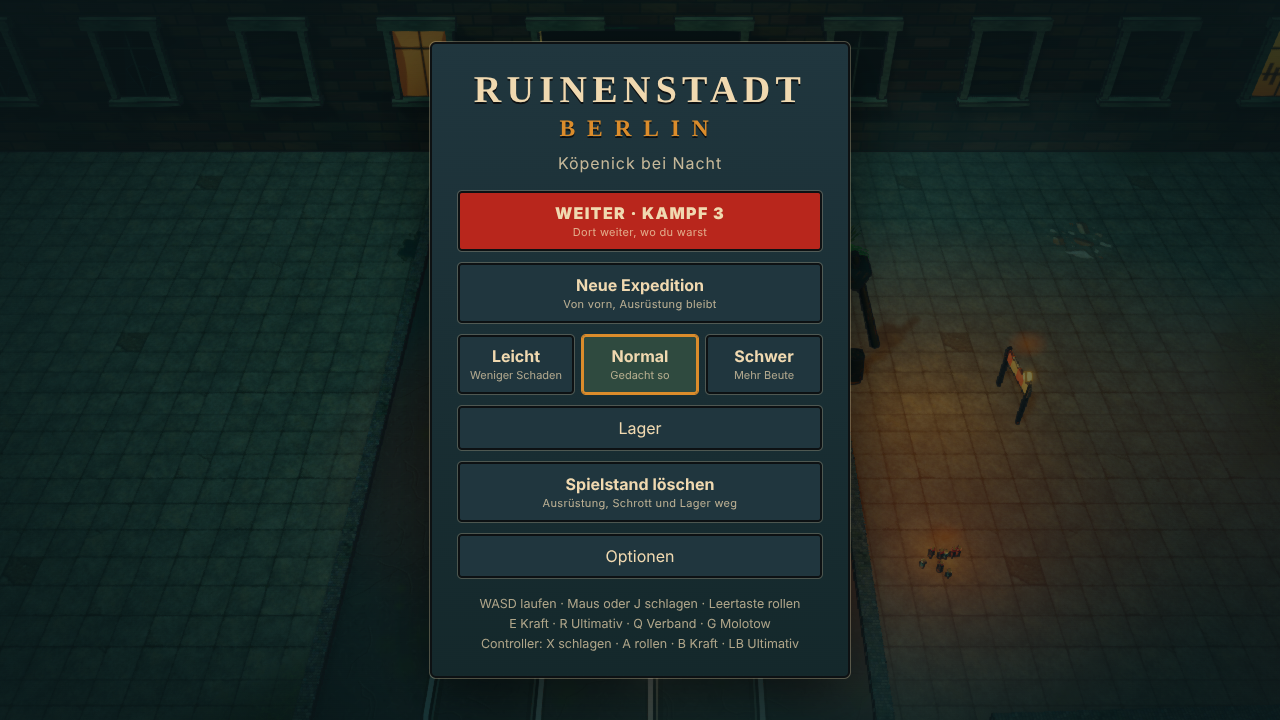 RUINENSTADT
BERLIN
Köpenick bei Nacht
WEITER · KAMPF 3
Dort weiter, wo du warst
Neue Expedition
Von vorn, Ausrüstung bleibt
Leicht
Weniger Schaden
Normal
Gedacht so
Schwer
Mehr Beute
Lager
Spielstand löschen
Ausrüstung, Schrott und Lager weg
Optionen
WASD laufen · Maus oder J schlagen · Leertaste rollen
E Kraft · R Ultimativ · Q Verband · G Molotow
Controller: X schlagen · A rollen · B Kraft · LB Ultimativ